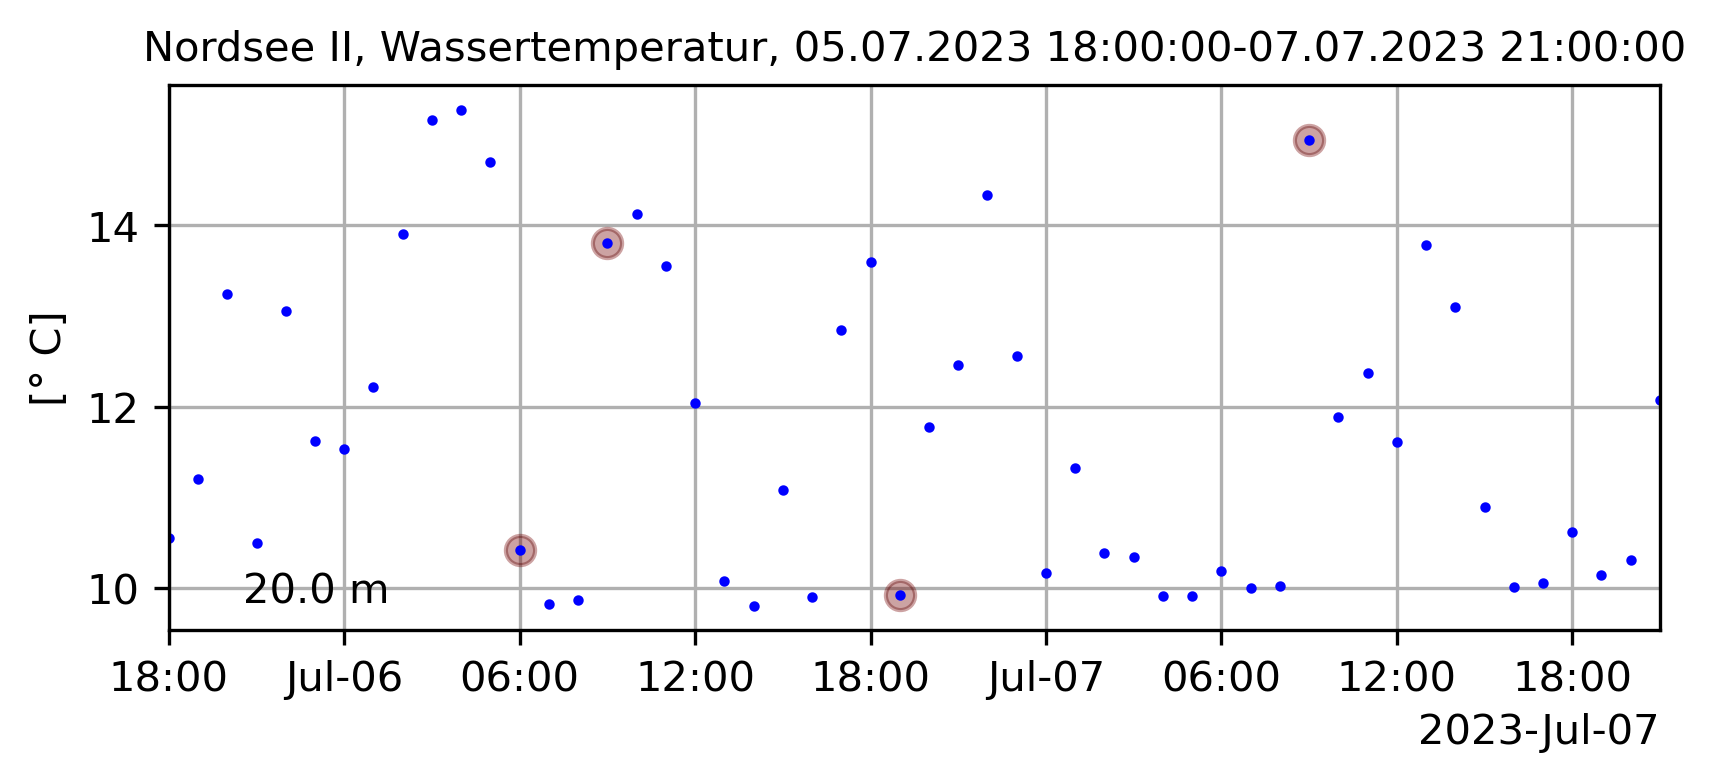 Nordsee II, Wassertemperatur, 05.07.2023 18:00:00-07.07.2023 21:00:00
[° C]
14
12
10
20.0 m
18:00 Jul-06 06:00 12:00 18:00 Jul-07 06:00 12:00 18:00
2023-Jul-07